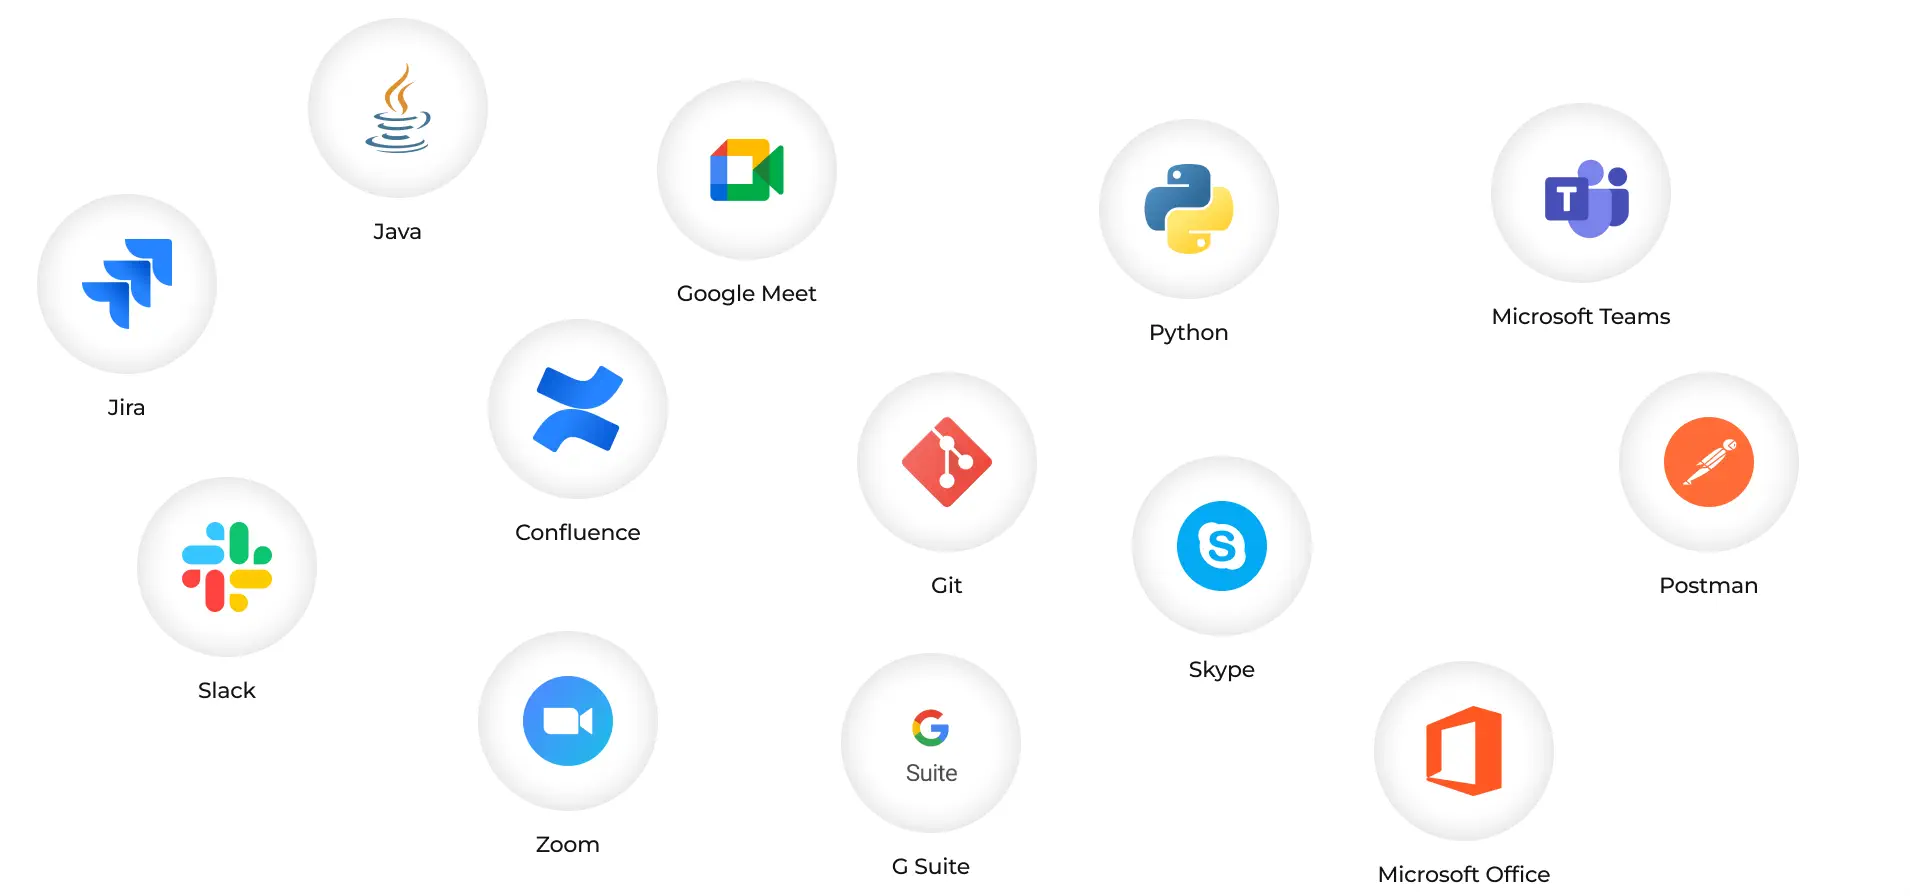 Java
Google Meet
T
Python
Microsoft Teams
Jira
Confluence
Git
S
Skype
Postman
Slack
Zoom
G
Suite
G Suite
Microsoft Office